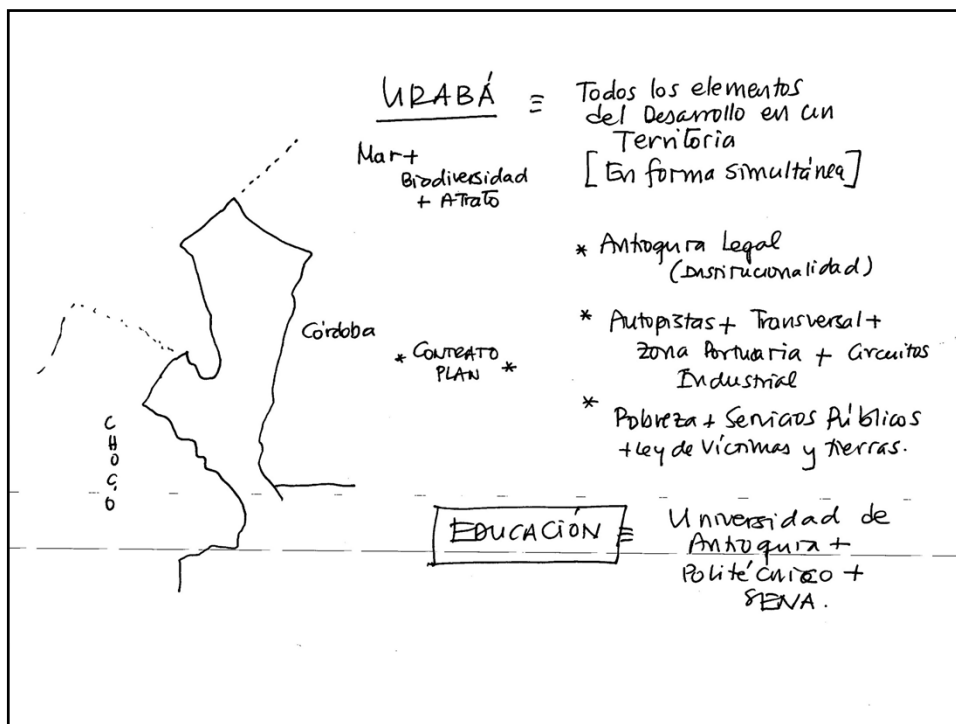 URABÁ ≡ Todos los elementos
del Desarrollo en un
Territoria
[En forma simultánea]
Mar +
Biodiversidad
+ Atrato
* Antioquia Legal
(Institucionalidad)
* Autopistas + Transversal +
Zona Portuaria + Circuitos
Industrial
Córdoba
* CONTRATO
PLAN *
* Pobreza + Servicios Públicos
+ Ley de Víctimas y tierras.
CHOCÓ
EDUCACIÓN ≡ Universidad de
Antioquia +
Politécnico +
SENA.